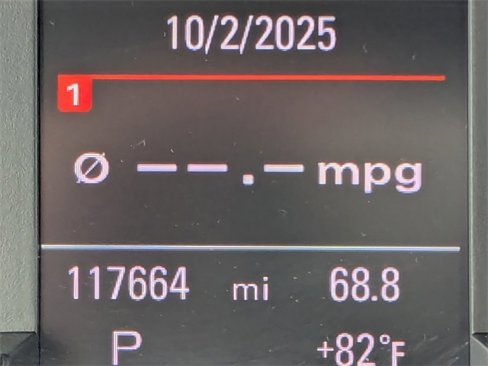 10/2/2025
1
Ø --.- mpg
117664 mi 68.8
P +82°F